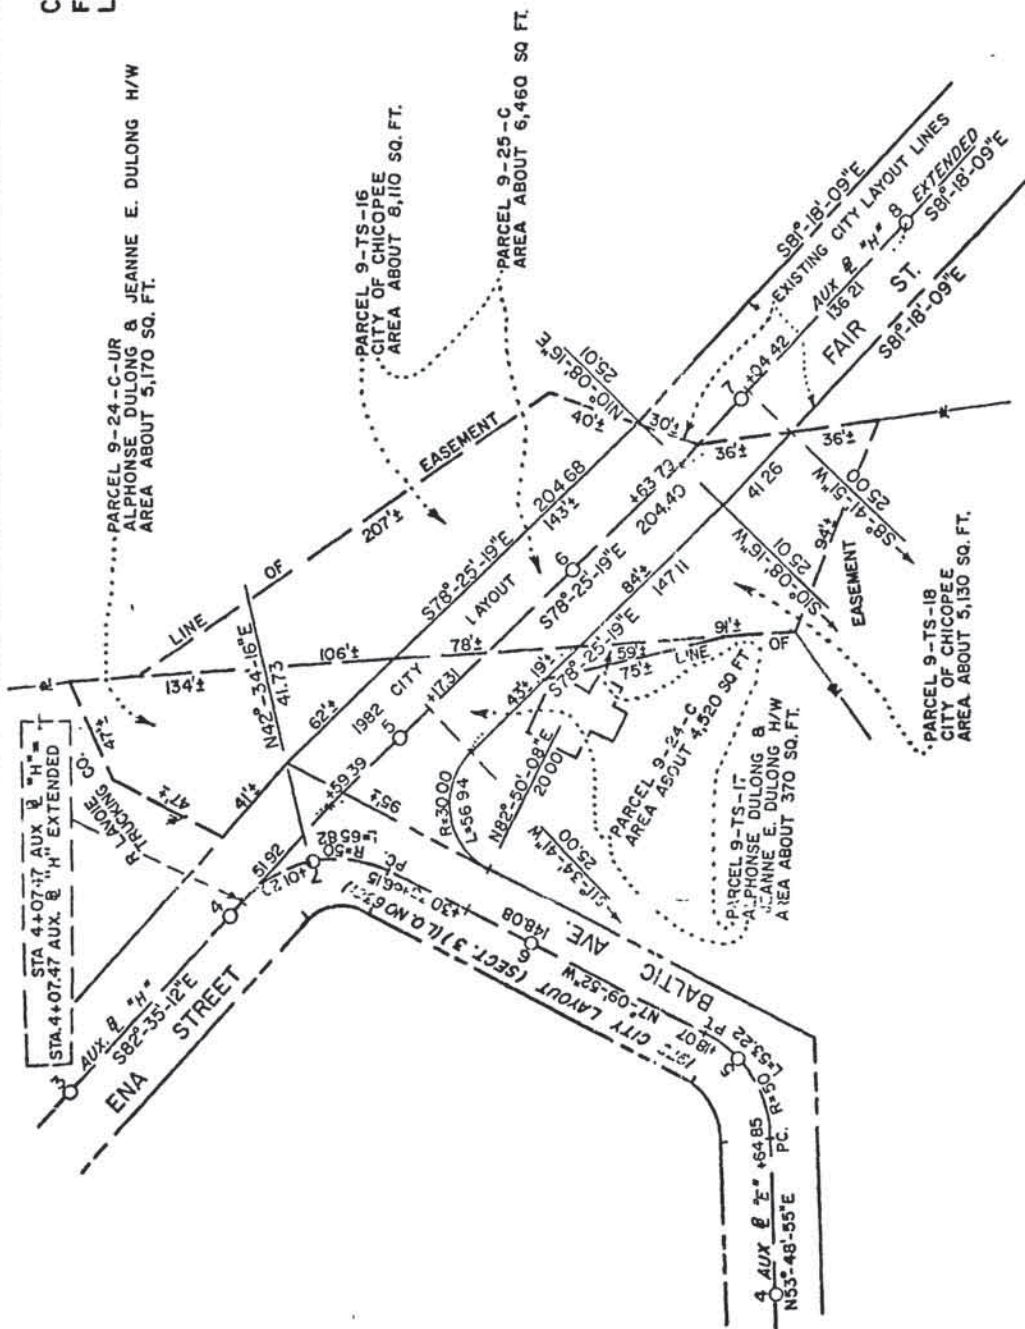 C
F
L
PARCEL 9-24-C-UR
ALPHONSE DULONG & JEANNE E. DULONG H/W
AREA ABOUT 5,170 SQ. FT.
PARCEL 9-TS-16
CITY OF CHICOPEE
AREA ABOUT 8,110 SQ. FT.
PARCEL 9-25-C
AREA ABOUT 6,460 SQ FT.
STA 4+07.47 AUX ℄ "H" =
STA.4+07.47 AUX. ℄ "H" EXTENDED
R LAVOIE
TRUCKING CO.
47'±
47'±
41'±
134'±
LINE OF EASEMENT
207'±
40'±
N10°-08'-16"E
25.01
30'±
N42°-34'-16"E
41.73
106'±
62'±
S78°-25'-19"E 204.68
143'±
78'±
1982 CITY LAYOUT
3
AUX. ℄ "H"
S82°-35'-12"E
ENA STREET
4
51.92
+59.39
5
+17.31
S78°-25'-19"E 204.40
6
+63.73
7
+04.42
AUX ℄ "H" 8 EXTENDED
136.21 S81°-18'-09"E
S81°-18'-09"E
EXISTING CITY LAYOUT LINES
FAIR ST.
S81°-18'-09"E
36'±
36'±
41.26
S8°-41'-51"W
25.00
S10°-08'-16"W
25.01
94'±
EASEMENT
84'±
147.11
S78°-25'-19"E
43'±
19'±
59'±
75'±
91'±
LINE OF
95'±
R=30.00
L=56.94
N82°-50'-08"E
20.00
S11°-34'-41"W
25.00
PARCEL 9-24-C
AREA ABOUT 4,520 SQ FT
PARCEL 9-TS-17
ALPHONSE DULONG &
JEANNE E. DULONG H/W
AREA ABOUT 370 SQ. FT.
PARCEL 9-TS-18
CITY OF CHICOPEE
AREA ABOUT 5,130 SQ. FT.
7
R=50
L=65.82
PC.
+66.15
+30
6
148.08
N7°-09'-52"W
BALTIC AVE.
CITY LAYOUT (SECT. 3)
+18.07 PT
5
R=50
L=53.22
PC.
+64.85
4 AUX ℄ "E"
N53°-48'-55"E